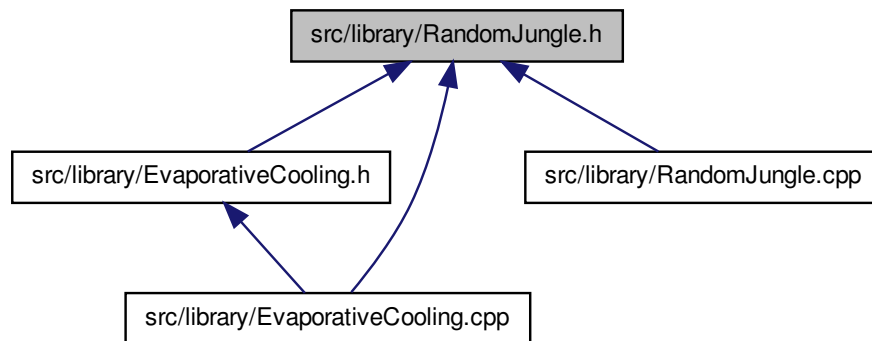 src/library/RandomJungle.h
src/library/EvaporativeCooling.h
src/library/RandomJungle.cpp
src/library/EvaporativeCooling.cpp